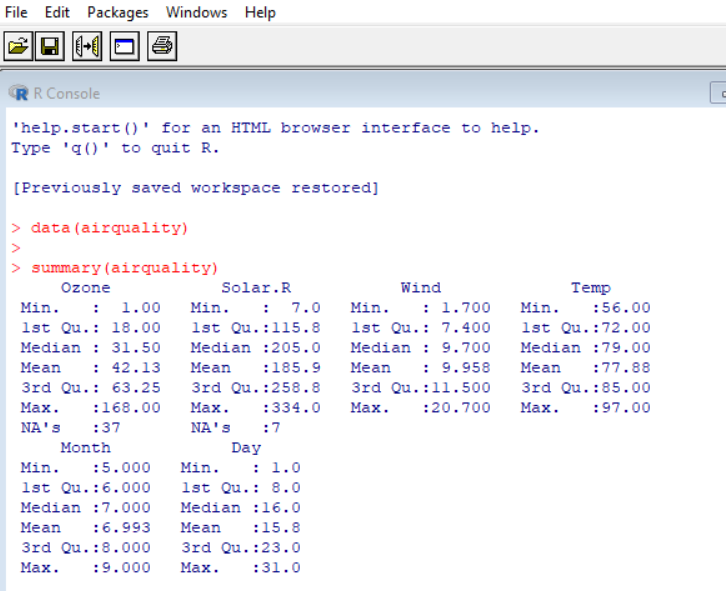 File Edit Packages Windows Help
R Console
'help.start()' for an HTML browser interface to help.
Type 'q()' to quit R.
[Previously saved workspace restored]
> data(airquality)
>
> summary(airquality)
Ozone Solar.R Wind Temp
Min. : 1.00 Min. : 7.0 Min. : 1.700 Min. :56.00
1st Qu.: 18.00 1st Qu.:115.8 1st Qu.: 7.400 1st Qu.:72.00
Median : 31.50 Median :205.0 Median : 9.700 Median :79.00
Mean : 42.13 Mean :185.9 Mean : 9.958 Mean :77.88
3rd Qu.: 63.25 3rd Qu.:258.8 3rd Qu.:11.500 3rd Qu.:85.00
Max. :168.00 Max. :334.0 Max. :20.700 Max. :97.00
NA's :37 NA's :7
Month Day
Min. :5.000 Min. : 1.0
1st Qu.:6.000 1st Qu.: 8.0
Median :7.000 Median :16.0
Mean :6.993 Mean :15.8
3rd Qu.:8.000 3rd Qu.:23.0
Max. :9.000 Max. :31.0